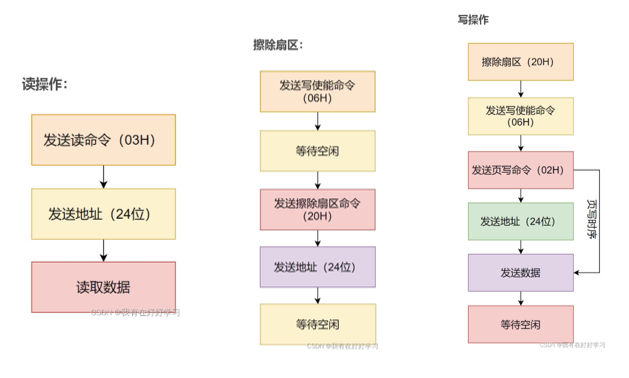 读操作：
发送读命令（03H）
发送地址（24位）
读取数据
CSDN @我有在好好学习
擦除扇区：
发送写使能命令
（06H）
等待空闲
发送擦除扇区命令
（20H）
发送地址（24位）
等待空闲
CSDN @我有在好好学习
写操作
擦除扇区（20H）
发送写使能命令
（06H）
发送页写命令（02H）
发送地址（24位）
页写时序
发送数据
等待空闲
CSDN @我有在好好学习